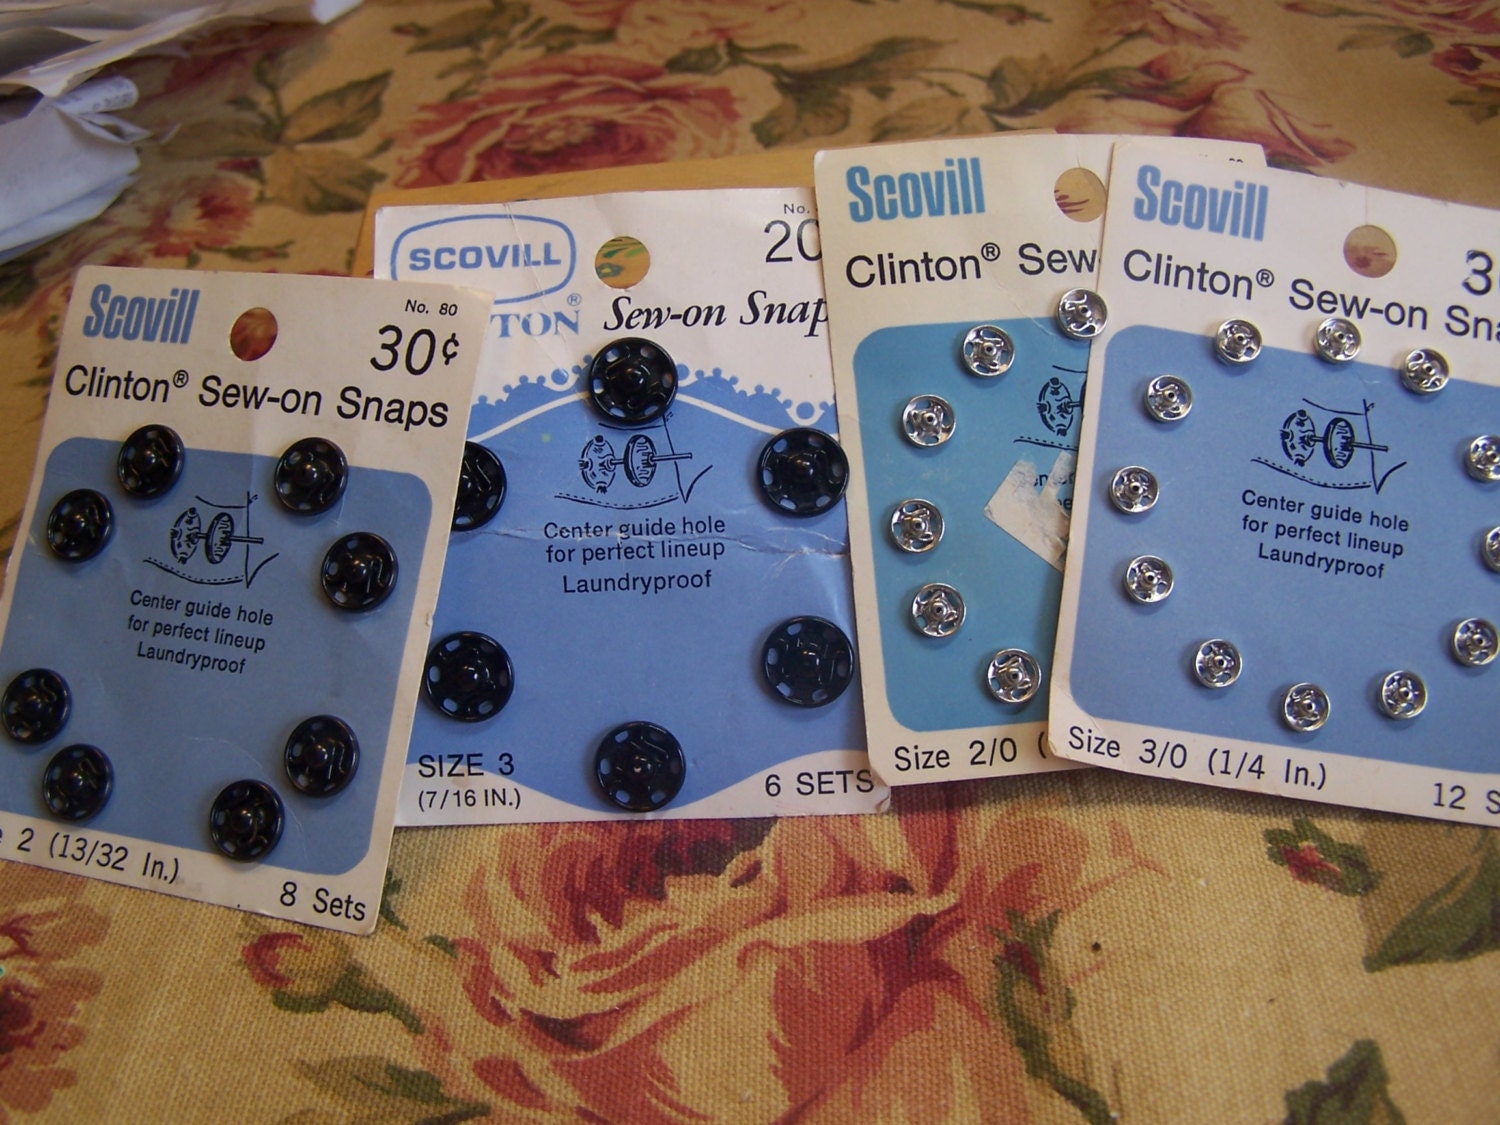 Scovill
No. 80
30¢
Clinton® Sew-on Snaps
Center guide hole
for perfect lineup
Laundryproof
2 (13/32 In.)
8 Sets
SCOVILL
No.
20
TON® Sew-on Snap
Center guide hole
for perfect lineup
Laundryproof
SIZE 3
(7/16 IN.)
6 SETS
Scovill
Clinton® Sew-
Size 2/0 (
Scovill
3
Clinton® Sew-on Sna
Center guide hole
for perfect lineup
Laundryproof
Size 3/0 (1/4 In.)
12 S